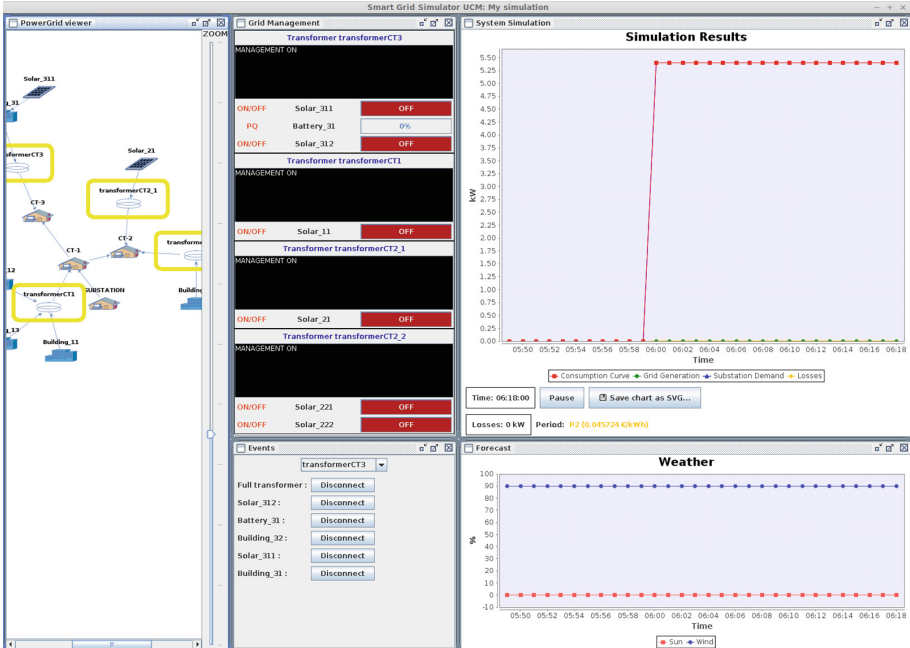 Smart Grid Simulator UCM: My simulation
PowerGrid viewer
ZOOM
Solar_311
_31
sformerCT3
Solar_21
transformerCT2_1
CT-3
CT-2
transforme
CT-1
_12
SUBSTATION
Building_
transformerCT1
_13
Building_11
Grid Management
Transformer transformerCT3
MANAGEMENT ON
ON/OFF Solar_311 OFF
PQ Battery_31 0%
ON/OFF Solar_312 OFF
Transformer transformerCT1
MANAGEMENT ON
ON/OFF Solar_11 OFF
Transformer transformerCT2_1
MANAGEMENT ON
ON/OFF Solar_21 OFF
Transformer transformerCT2_2
MANAGEMENT ON
ON/OFF Solar_221 OFF
ON/OFF Solar_222 OFF
Events
transformerCT3
Full transformer : Disconnect
Solar_312 : Disconnect
Battery_31 : Disconnect
Building_32 : Disconnect
Solar_311 : Disconnect
Building_31 : Disconnect
System Simulation
Simulation Results
5.50
5.25
5.00
4.75
4.50
4.25
4.00
3.75
3.50
3.25
3.00
2.75
2.50
2.25
2.00
1.75
1.50
1.25
1.00
0.75
0.50
0.25
0.00
kW
05:50 05:52 05:54 05:56 05:58 06:00 06:02 06:04 06:06 06:08 06:10 06:12 06:14 06:16 06:18
Time
Consumption Curve Grid Generation Substation Demand Losses
Time: 06:18:00 Pause Save chart as SVG...
Losses: 0 kW Period: P2 (0.045724 €/kWh)
Forecast
Weather
100
90
80
70
60
50
40
30
20
10
0
-10
%
05:50 05:52 05:54 05:56 05:58 06:00 06:02 06:04 06:06 06:08 06:10 06:12 06:14 06:16 06:18
Time
Sun Wind